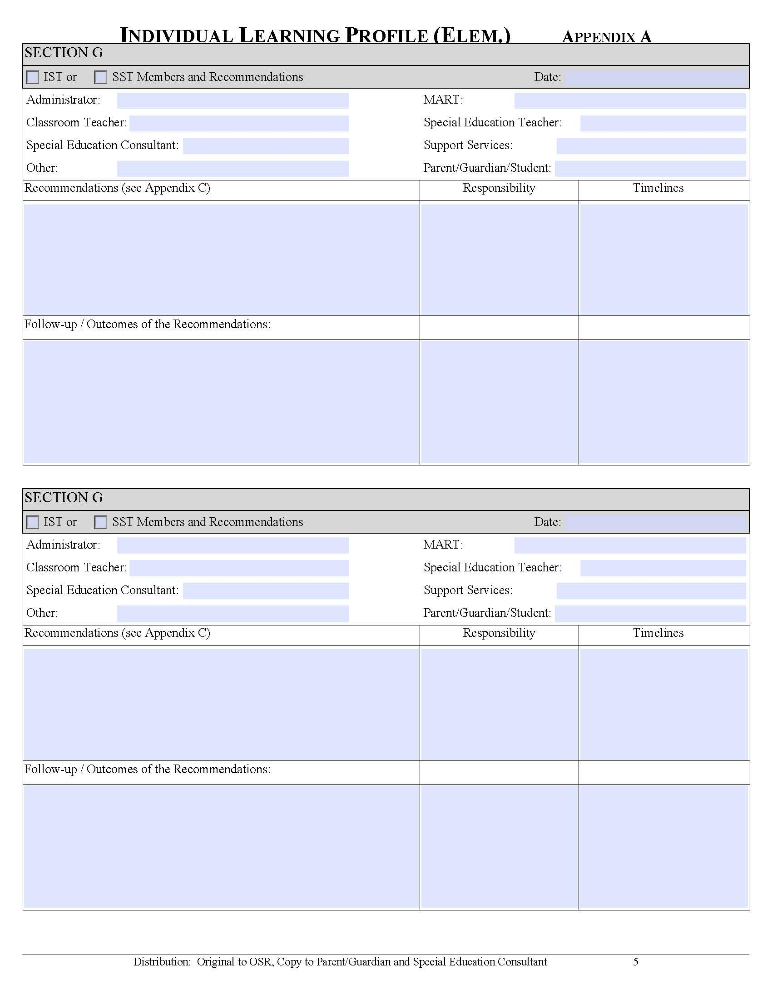 INDIVIDUAL LEARNING PROFILE (ELEM.) APPENDIX A
SECTION G
IST or SST Members and Recommendations Date:
Administrator: MART:
Classroom Teacher: Special Education Teacher:
Special Education Consultant: Support Services:
Other: Parent/Guardian/Student:
Recommendations (see Appendix C) Responsibility Timelines
Follow-up / Outcomes of the Recommendations:
SECTION G
IST or SST Members and Recommendations Date:
Administrator: MART:
Classroom Teacher: Special Education Teacher:
Special Education Consultant: Support Services:
Other: Parent/Guardian/Student:
Recommendations (see Appendix C) Responsibility Timelines
Follow-up / Outcomes of the Recommendations:
Distribution: Original to OSR, Copy to Parent/Guardian and Special Education Consultant 5